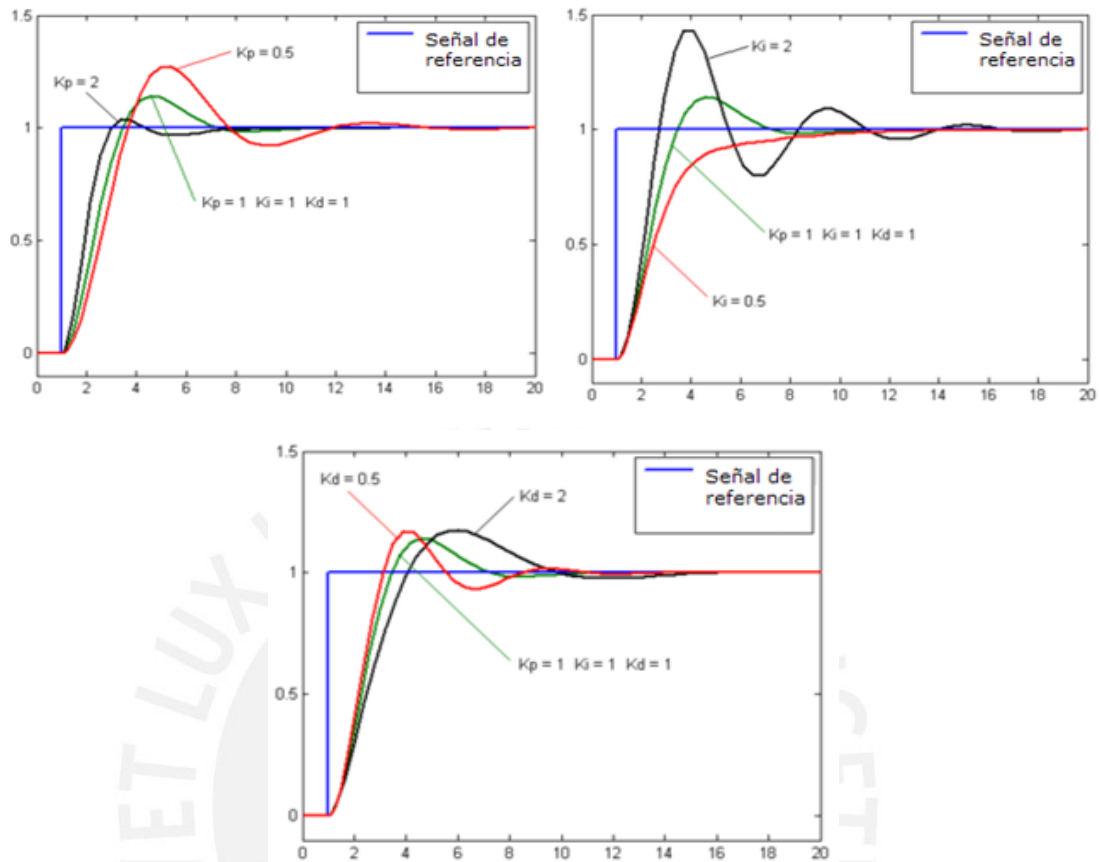 1.5
1
0.5
0
0 2 4 6 8 10 12 14 16 18 20
Kp = 0.5
Kp = 2
Kp = 1 Ki = 1 Kd = 1
Señal de
referencia
1.5
1
0.5
0
0 2 4 6 8 10 12 14 16 18 20
Ki = 2
Kp = 1 Ki = 1 Kd = 1
Ki = 0.5
Señal de
referencia
1.5
1
0.5
0
0 2 4 6 8 10 12 14 16 18 20
Kd = 0.5
Kd = 2
Kp = 1 Ki = 1 Kd = 1
Señal de
referencia
ET LUX